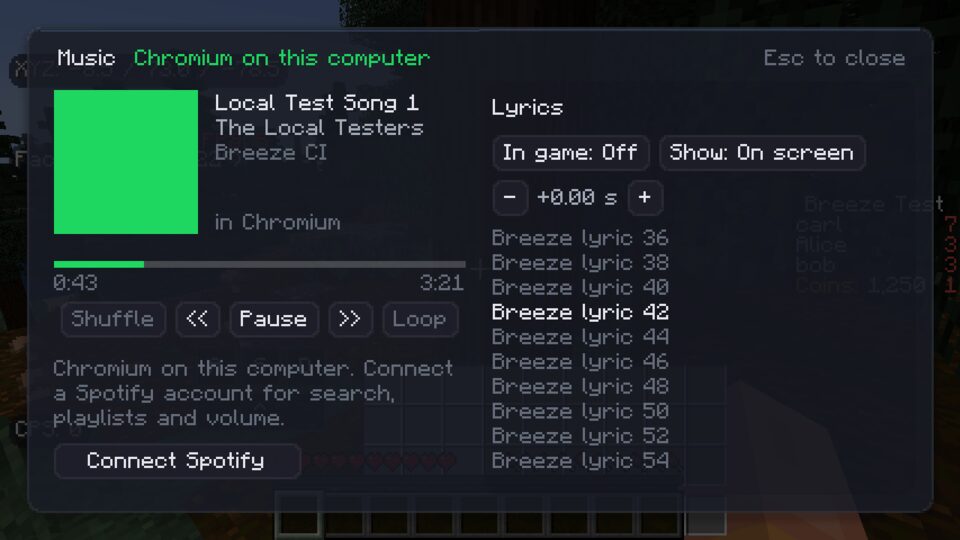 Music Chromium on this computer
Esc to close
Local Test Song 1
The Local Testers
Breeze CI
in Chromium
0:43
3:21
Shuffle
<<
Pause
>>
Loop
Chromium on this computer. Connect
a Spotify account for search,
playlists and volume.
Connect Spotify
Lyrics
In game: Off
Show: On screen
- +0.00 s +
Breeze lyric 36
Breeze lyric 38
Breeze lyric 40
Breeze lyric 42
Breeze lyric 44
Breeze lyric 46
Breeze lyric 48
Breeze lyric 50
Breeze lyric 52
Breeze lyric 54
Breeze Test
carl 7
Alice 3
bob 3
Coins: 1,250 1